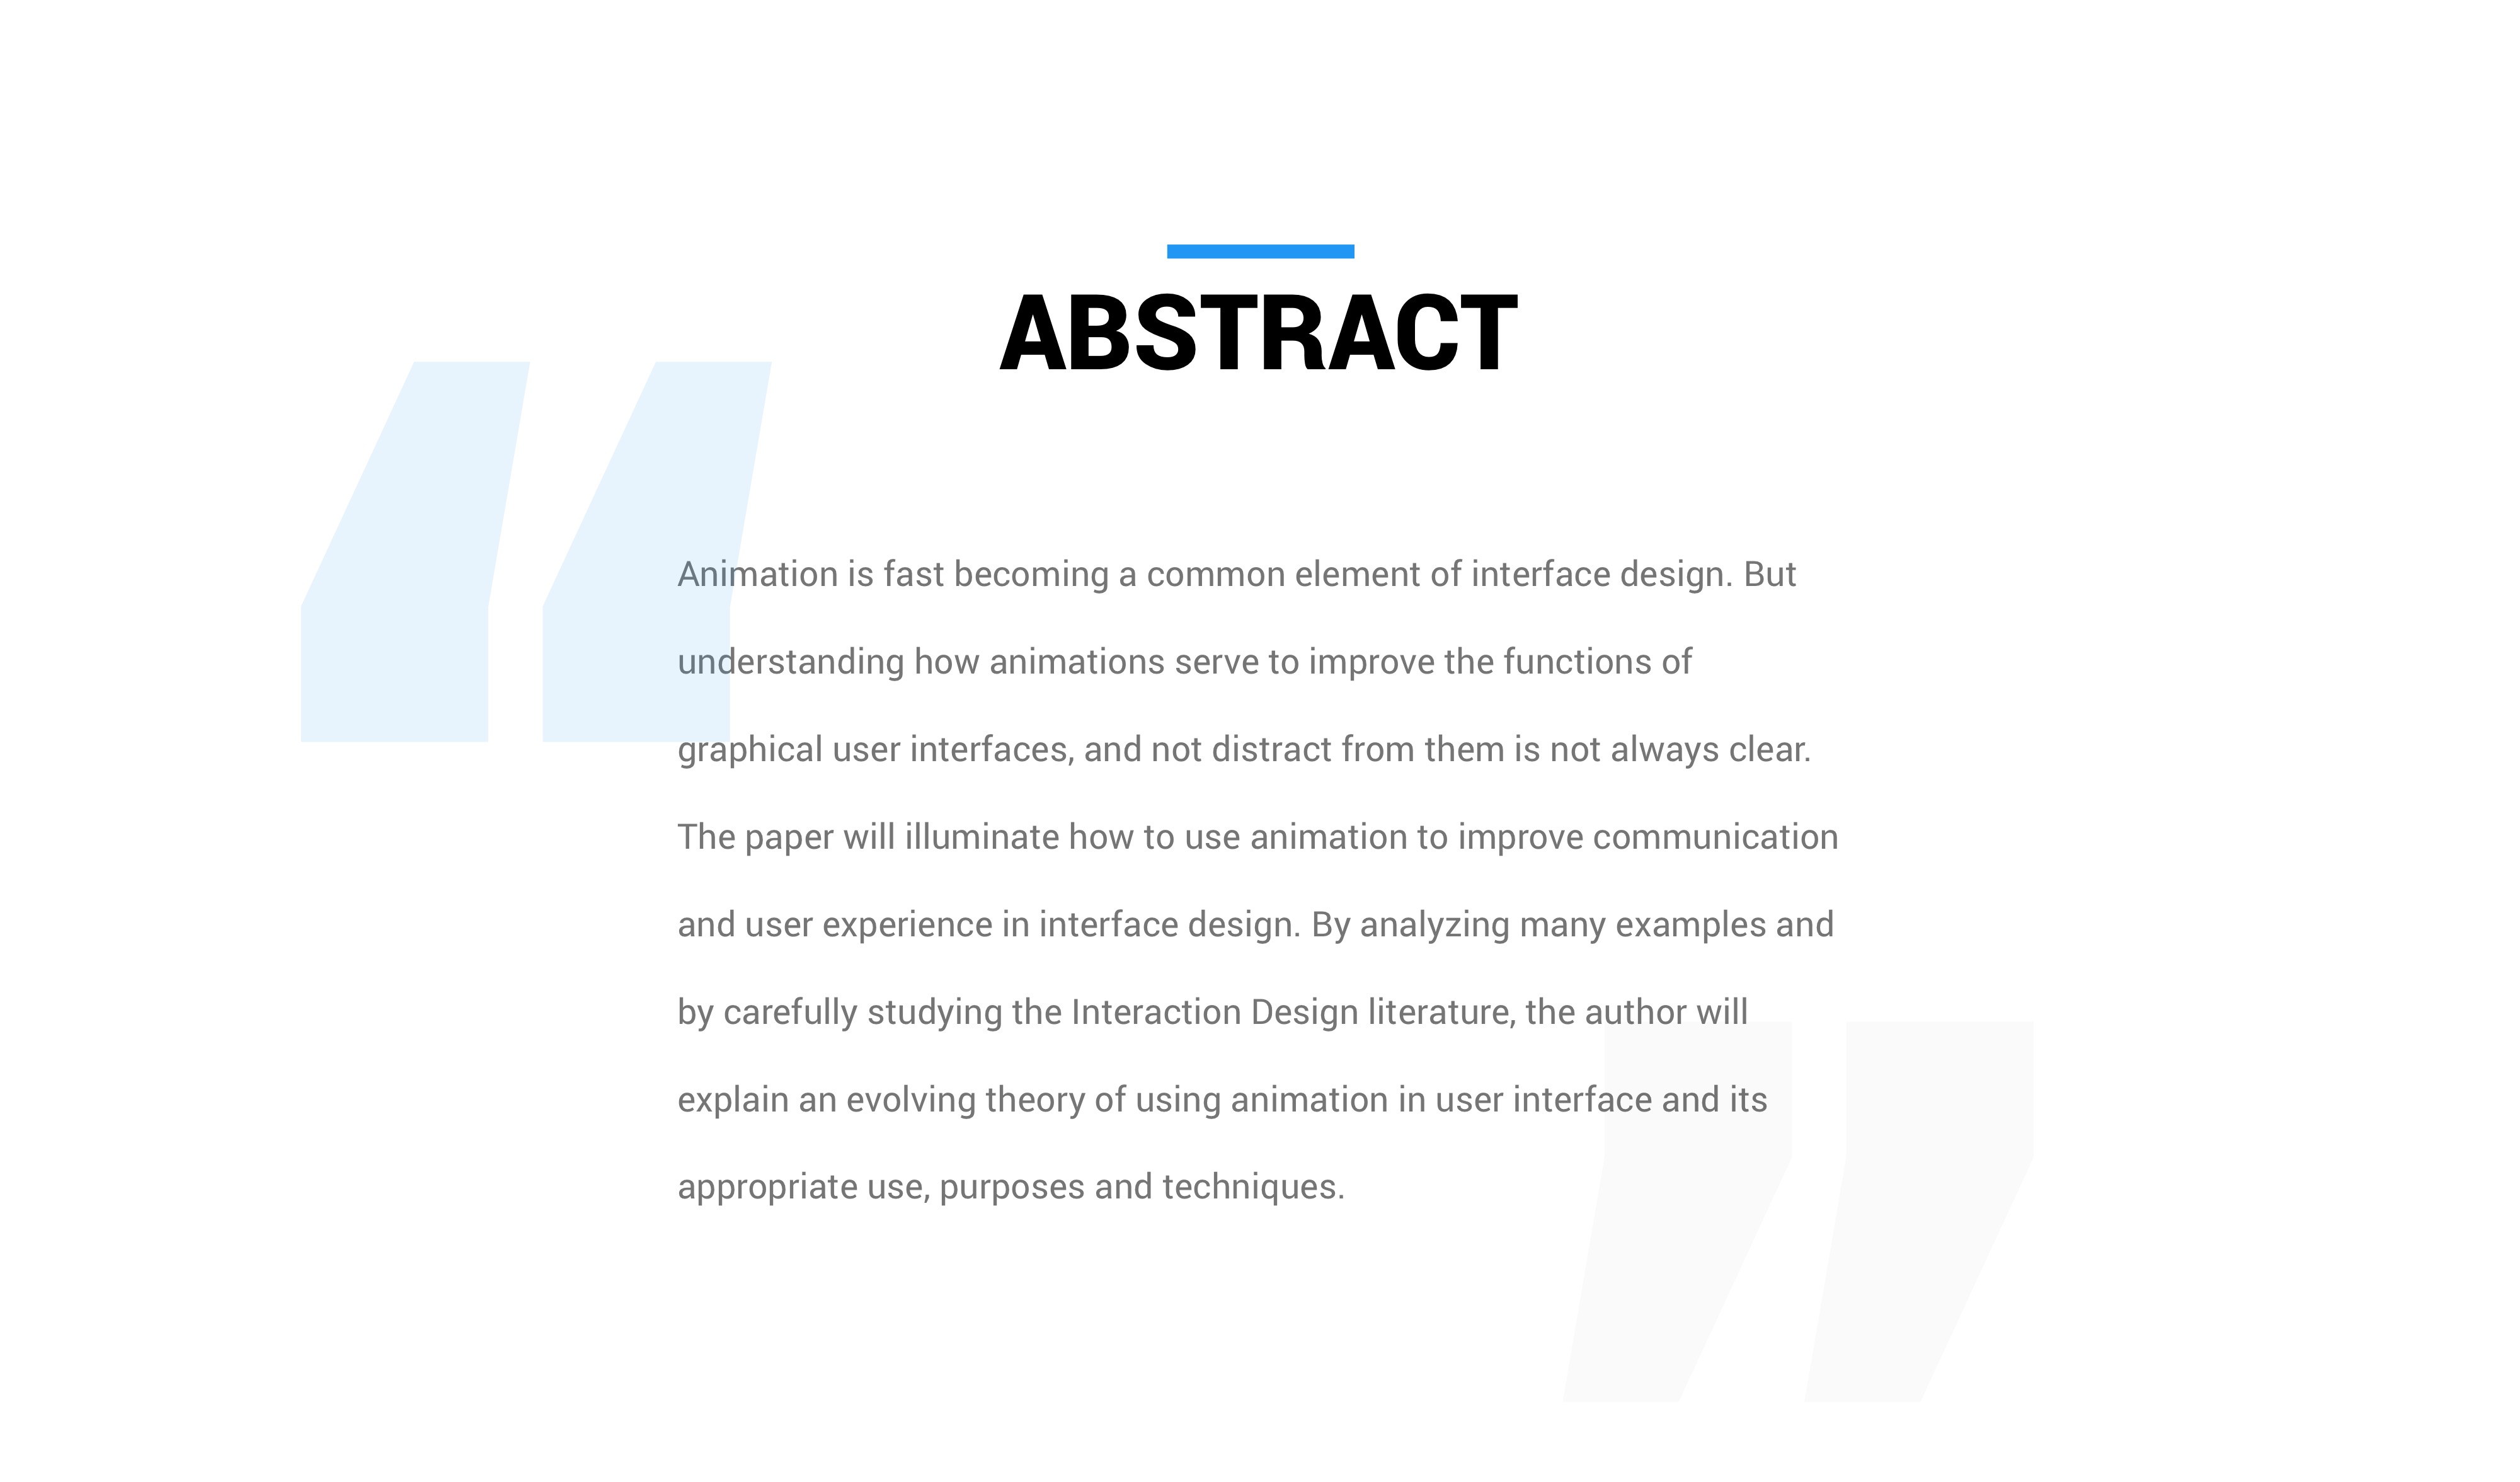 ABSTRACT
Animation is fast becoming a common element of interface design. But
understanding how animations serve to improve the functions of
graphical user interfaces, and not distract from them is not always clear.
The paper will illuminate how to use animation to improve communication
and user experience in interface design. By analyzing many examples and
by carefully studying the Interaction Design literature, the author will
explain an evolving theory of using animation in user interface and its
appropriate use, purposes and techniques.